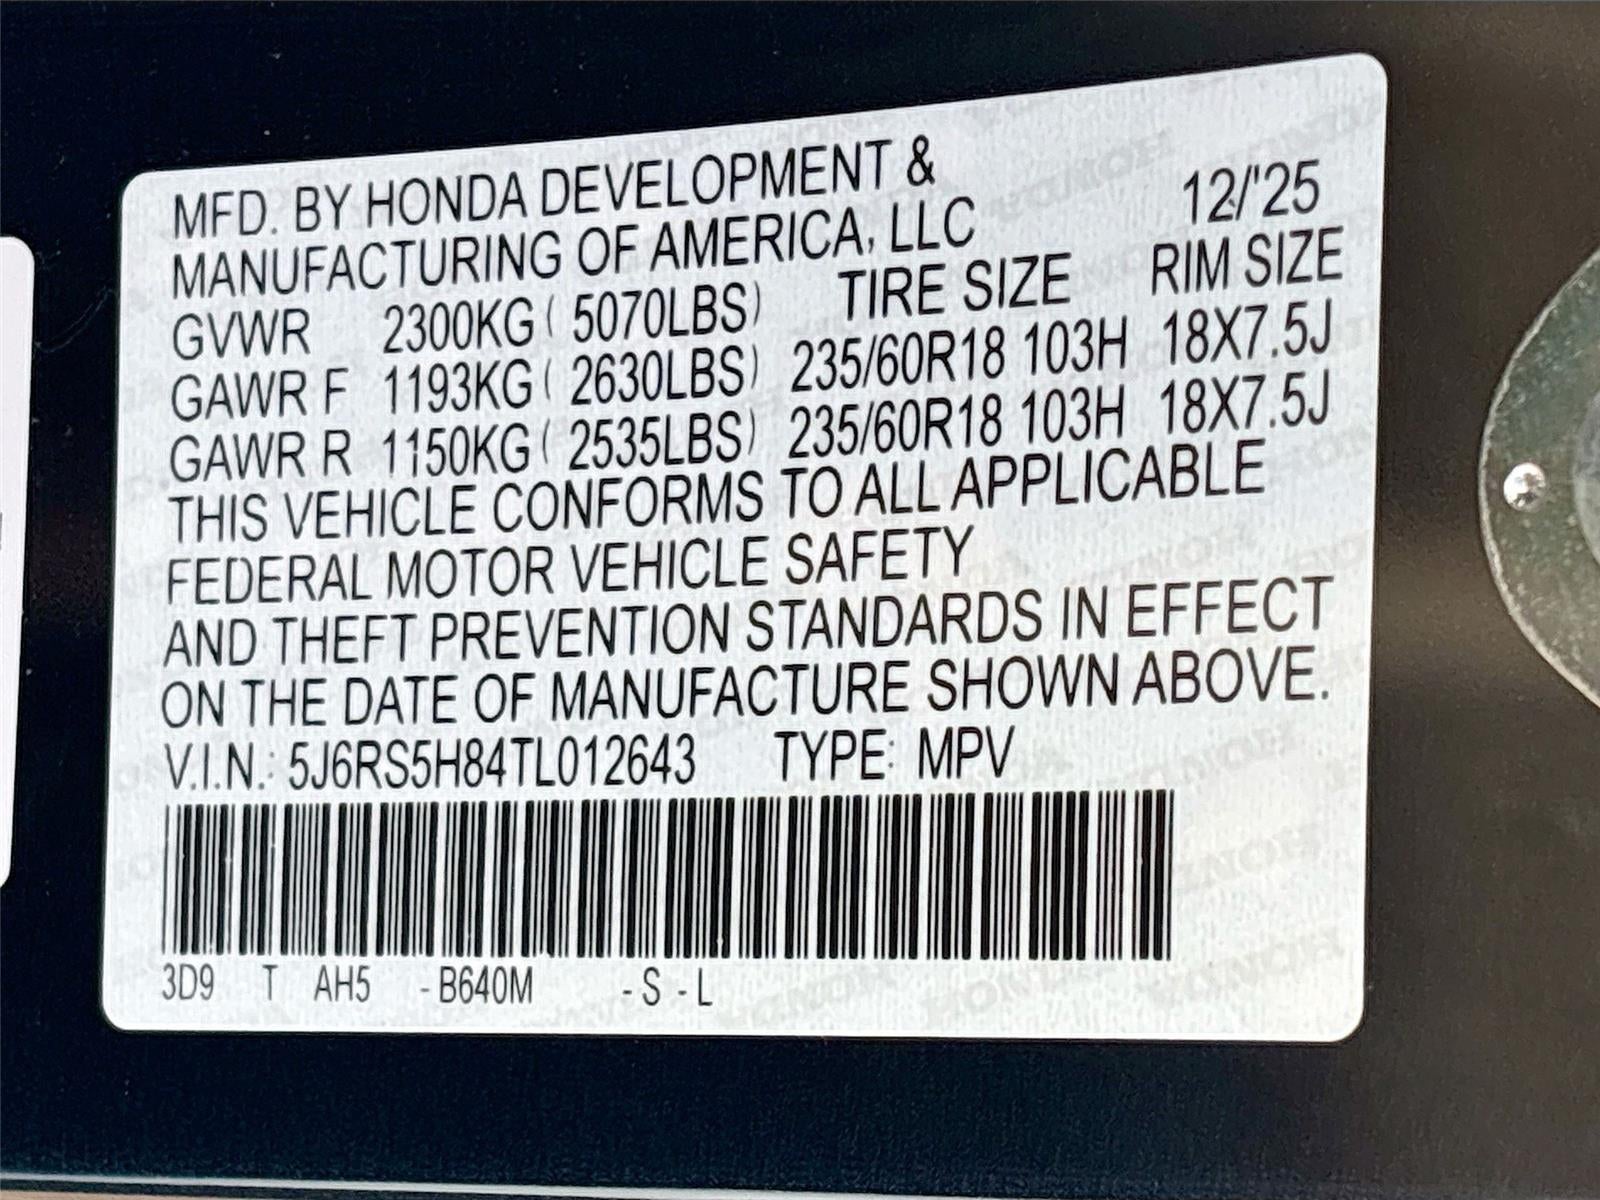 MFD. BY HONDA DEVELOPMENT &
MANUFACTURING OF AMERICA, LLC 12/'25
GVWR 2300KG ( 5070LBS) TIRE SIZE RIM SIZE
GAWR F 1193KG ( 2630LBS) 235/60R18 103H 18X7.5J
GAWR R 1150KG ( 2535LBS) 235/60R18 103H 18X7.5J
THIS VEHICLE CONFORMS TO ALL APPLICABLE
FEDERAL MOTOR VEHICLE SAFETY
AND THEFT PREVENTION STANDARDS IN EFFECT
ON THE DATE OF MANUFACTURE SHOWN ABOVE.
V.I.N.: 5J6RS5H84TL012643 TYPE: MPV
3D9 T AH5 - B640M - S - L